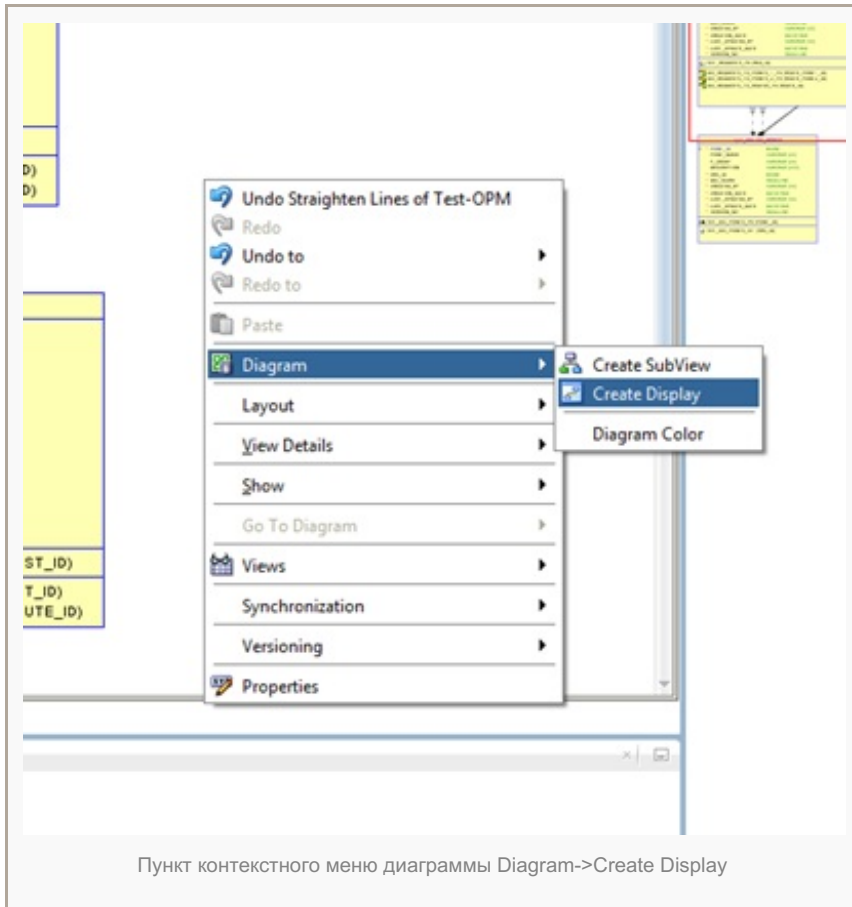 D)
D)
ST_ID)
T_ID)
UTE_ID)
Undo Straighten Lines of Test-OPM
Redo
Undo to
Redo to
Paste
Diagram
Layout
View Details
Show
Go To Diagram
Views
Synchronization
Versioning
Properties
Create SubView
Create Display
Diagram Color
Пункт контекстного меню диаграммы Diagram->Create Display